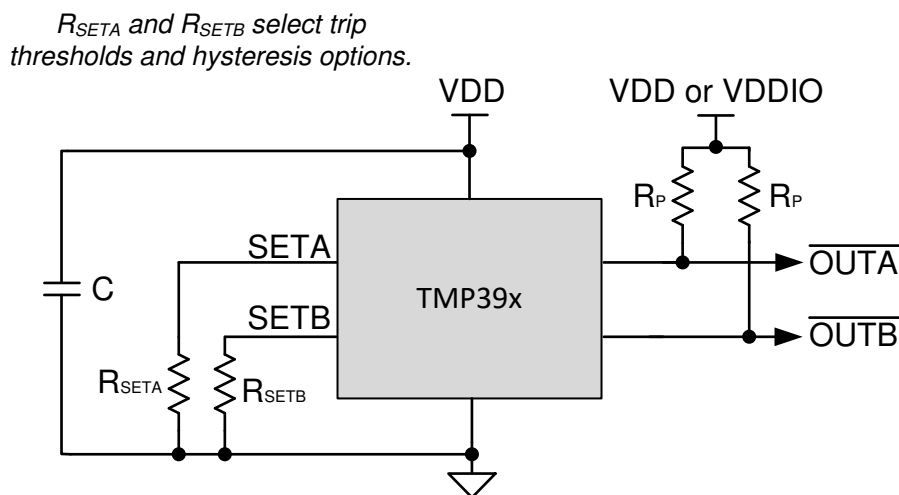 RSETA and RSETB select trip
thresholds and hysteresis options.
VDD
VDD or VDDIO
RP
RP
SETA
OUTA
C
TMP39x
SETB
OUTB
RSETA
RSETB